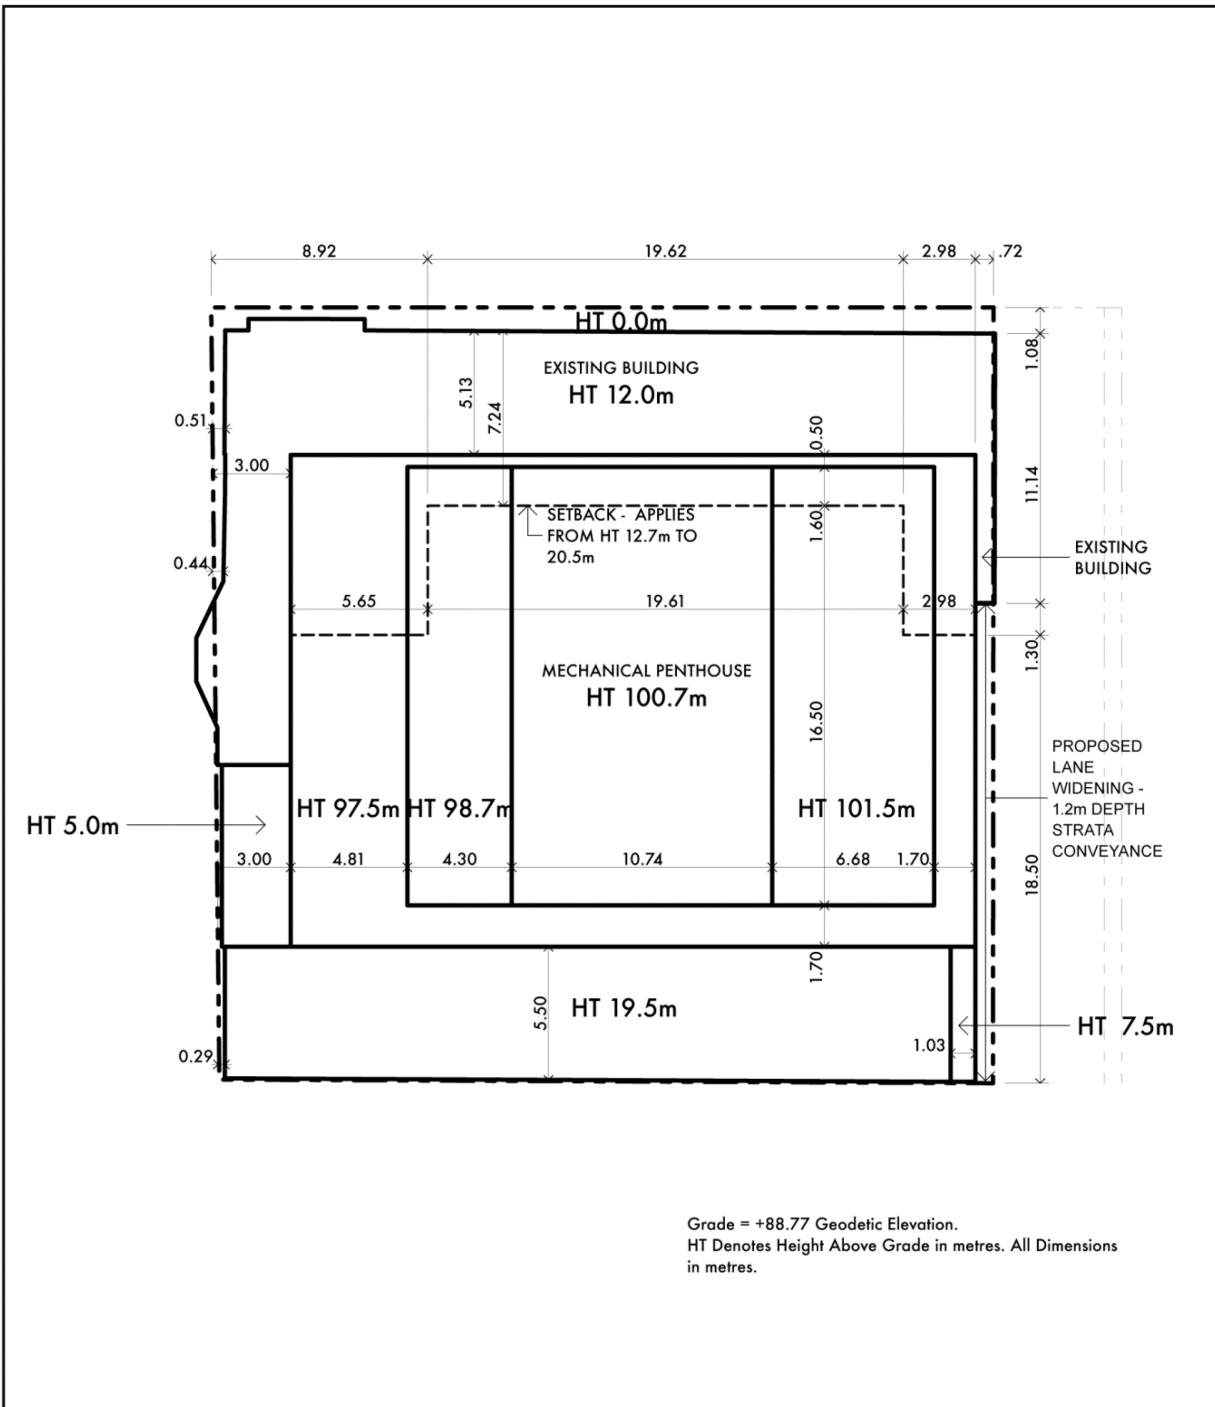 8.92
19.62
2.98
.72
HT 0.0m
1.08
EXISTING BUILDING
HT 12.0m
5.13
7.24
0.51
0.50
3.00
11.14
SETBACK - APPLIES
FROM HT 12.7m TO
20.5m
1.60
EXISTING
BUILDING
0.44
5.65
19.61
2.98
1.30
MECHANICAL PENTHOUSE
HT 100.7m
16.50
PROPOSED
LANE
WIDENING -
1.2m DEPTH
STRATA
CONVEYANCE
HT 5.0m
HT 97.5m
HT 98.7m
HT 101.5m
3.00
4.81
4.30
10.74
6.68
1.70
18.50
1.70
5.50
HT 19.5m
HT 7.5m
1.03
0.29
Grade = +88.77 Geodetic Elevation.
HT Denotes Height Above Grade in metres. All Dimensions
in metres.